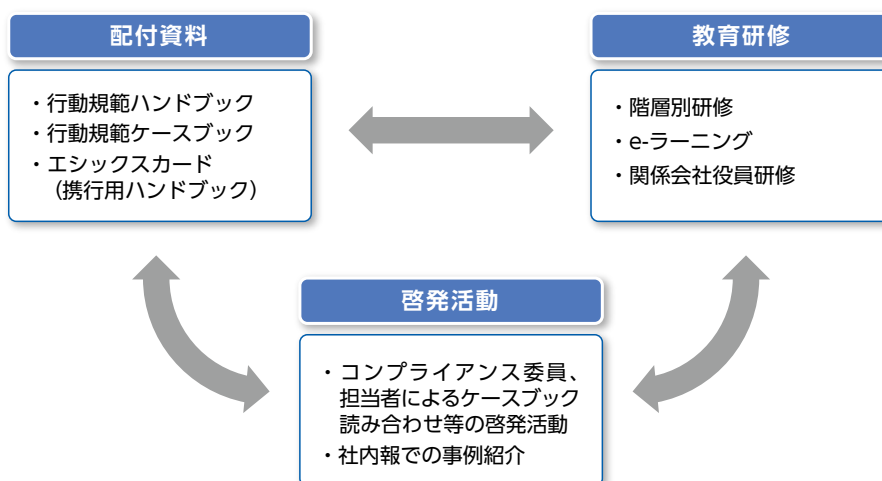 配付資料
・行動規範ハンドブック
・行動規範ケースブック
・エシックスカード
（携行用ハンドブック）
教育研修
・階層別研修
・e-ラーニング
・関係会社役員研修
啓発活動
・コンプライアンス委員、
担当者によるケースブック
読み合わせ等の啓発活動
・社内報での事例紹介